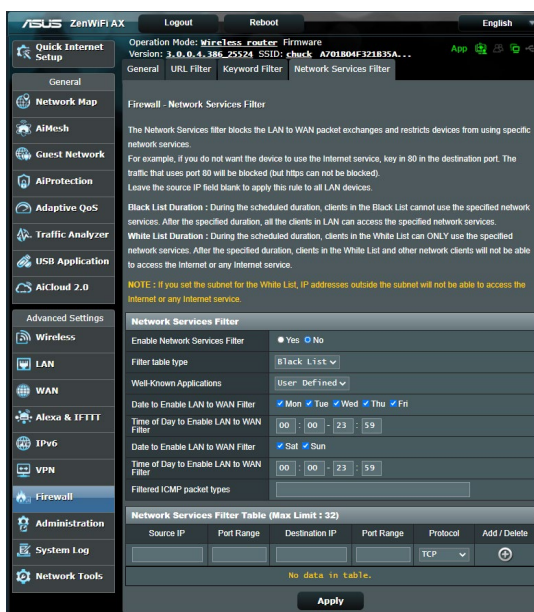 ASUS ZenWiFi AX Logout Reboot English
Quick Internet Setup
Operation Mode: Wireless router Firmware
Version: 3.0.0.4.386_25524 SSID: chuck A701B04F321B35A...
App
General URL Filter Keyword Filter Network Services Filter
General
Network Map
AiMesh
Guest Network
AiProtection
Adaptive QoS
Traffic Analyzer
USB Application
AiCloud 2.0
Advanced Settings
Wireless
LAN
WAN
Alexa & IFTTT
IPv6
VPN
Firewall
Administration
System Log
Network Tools
Firewall - Network Services Filter
The Network Services filter blocks the LAN to WAN packet exchanges and restricts devices from using specific
network services.
For example, if you do not want the device to use the Internet service, key in 80 in the destination port. The
traffic that uses port 80 will be blocked (but https can not be blocked).
Leave the source IP field blank to apply this rule to all LAN devices.
Black List Duration : During the scheduled duration, clients in the Black List cannot use the specified network
services. After the specified duration, all the clients in LAN can access the specified network services.
White List Duration : During the scheduled duration, clients in the White List can ONLY use the specified
network services. After the specified duration, clients in the White List and other network clients will not be able
to access the Internet or any Internet service.
NOTE : If you set the subnet for the White List, IP addresses outside the subnet will not be able to access the
Internet or any Internet service.
Network Services Filter
Enable Network Services Filter Yes No
Filter table type Black List
Well-Known Applications User Defined
Date to Enable LAN to WAN Filter Mon Tue Wed Thu Fri
Time of Day to Enable LAN to WAN
Filter 00 : 00 - 23 : 59
Date to Enable LAN to WAN Filter Sat Sun
Time of Day to Enable LAN to WAN
Filter 00 : 00 - 23 : 59
Filtered ICMP packet types
Network Services Filter Table (Max Limit : 32)
Source IP Port Range Destination IP Port Range Protocol Add / Delete
TCP
No data in table.
Apply